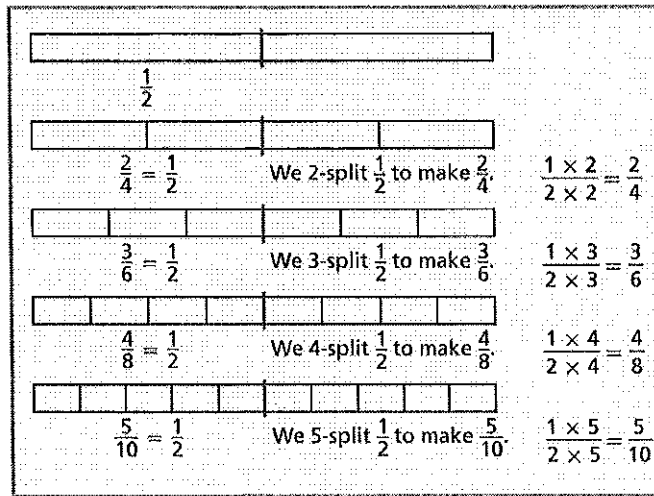 1/2
2/4 = 1/2 We 2-split 1/2 to make 2/4. (1 × 2)/(2 × 2) = 2/4
3/6 = 1/2 We 3-split 1/2 to make 3/6. (1 × 3)/(2 × 3) = 3/6
4/8 = 1/2 We 4-split 1/2 to make 4/8. (1 × 4)/(2 × 4) = 4/8
5/10 = 1/2 We 5-split 1/2 to make 5/10. (1 × 5)/(2 × 5) = 5/10